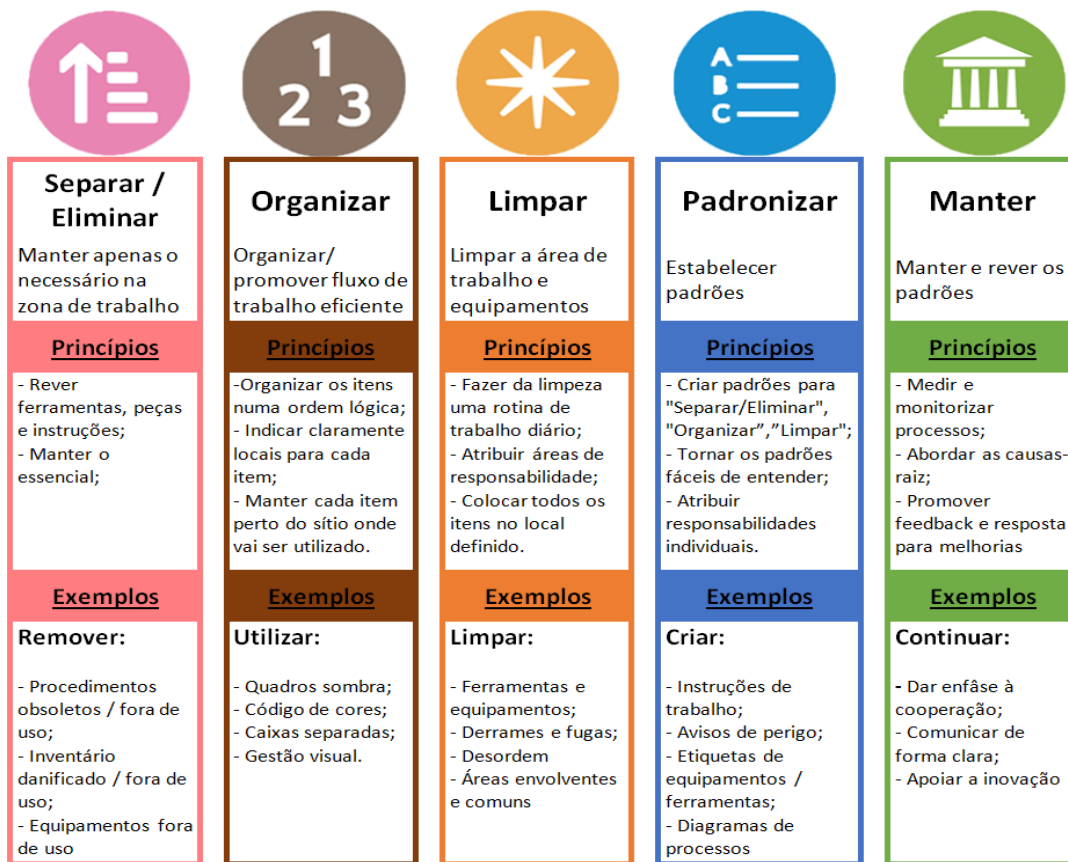 1
2 3
A
B
C
Separar /
Eliminar
Manter apenas o
necessário na
zona de trabalho
Princípios
- Rever
ferramentas, peças
e instruções;
- Manter o
essencial;
Exemplos
Remover:
- Procedimentos
obsoletos / fora de
uso;
- Inventário
danificado / fora de
uso;
- Equipamentos fora
de uso
Organizar
Organizar/
promover fluxo de
trabalho eficiente
Princípios
-Organizar os itens
numa ordem lógica;
- Indicar claramente
locais para cada
item;
- Manter cada item
perto do sítio onde
vai ser utilizado.
Exemplos
Utilizar:
- Quadros sombra;
- Código de cores;
- Caixas separadas;
- Gestão visual.
Limpar
Limpar a área de
trabalho e
equipamentos
Princípios
- Fazer da limpeza
uma rotina de
trabalho diário;
- Atribuir áreas de
responsabilidade;
- Colocar todos os
itens no local
definido.
Exemplos
Limpar:
- Ferramentas e
equipamentos;
- Derrames e fugas;
- Desordem
- Áreas envolventes
e comuns
Padronizar
Estabelecer
padrões
Princípios
- Criar padrões para
"Separar/Eliminar",
"Organizar”,”Limpar";
- Tornar os padrões
fáceis de entender;
- Atribuir
responsabilidades
individuais.
Exemplos
Criar:
- Instruções de
trabalho;
- Avisos de perigo;
- Etiquetas de
equipamentos /
ferramentas;
- Diagramas de
processos
Manter
Manter e rever os
padrões
Princípios
- Medir e
monitorizar
processos;
- Abordar as causas-
raiz;
- Promover
feedback e resposta
para melhorias
Exemplos
Continuar:
- Dar enfâse à
cooperação;
- Comunicar de
forma clara;
- Apoiar a inovação